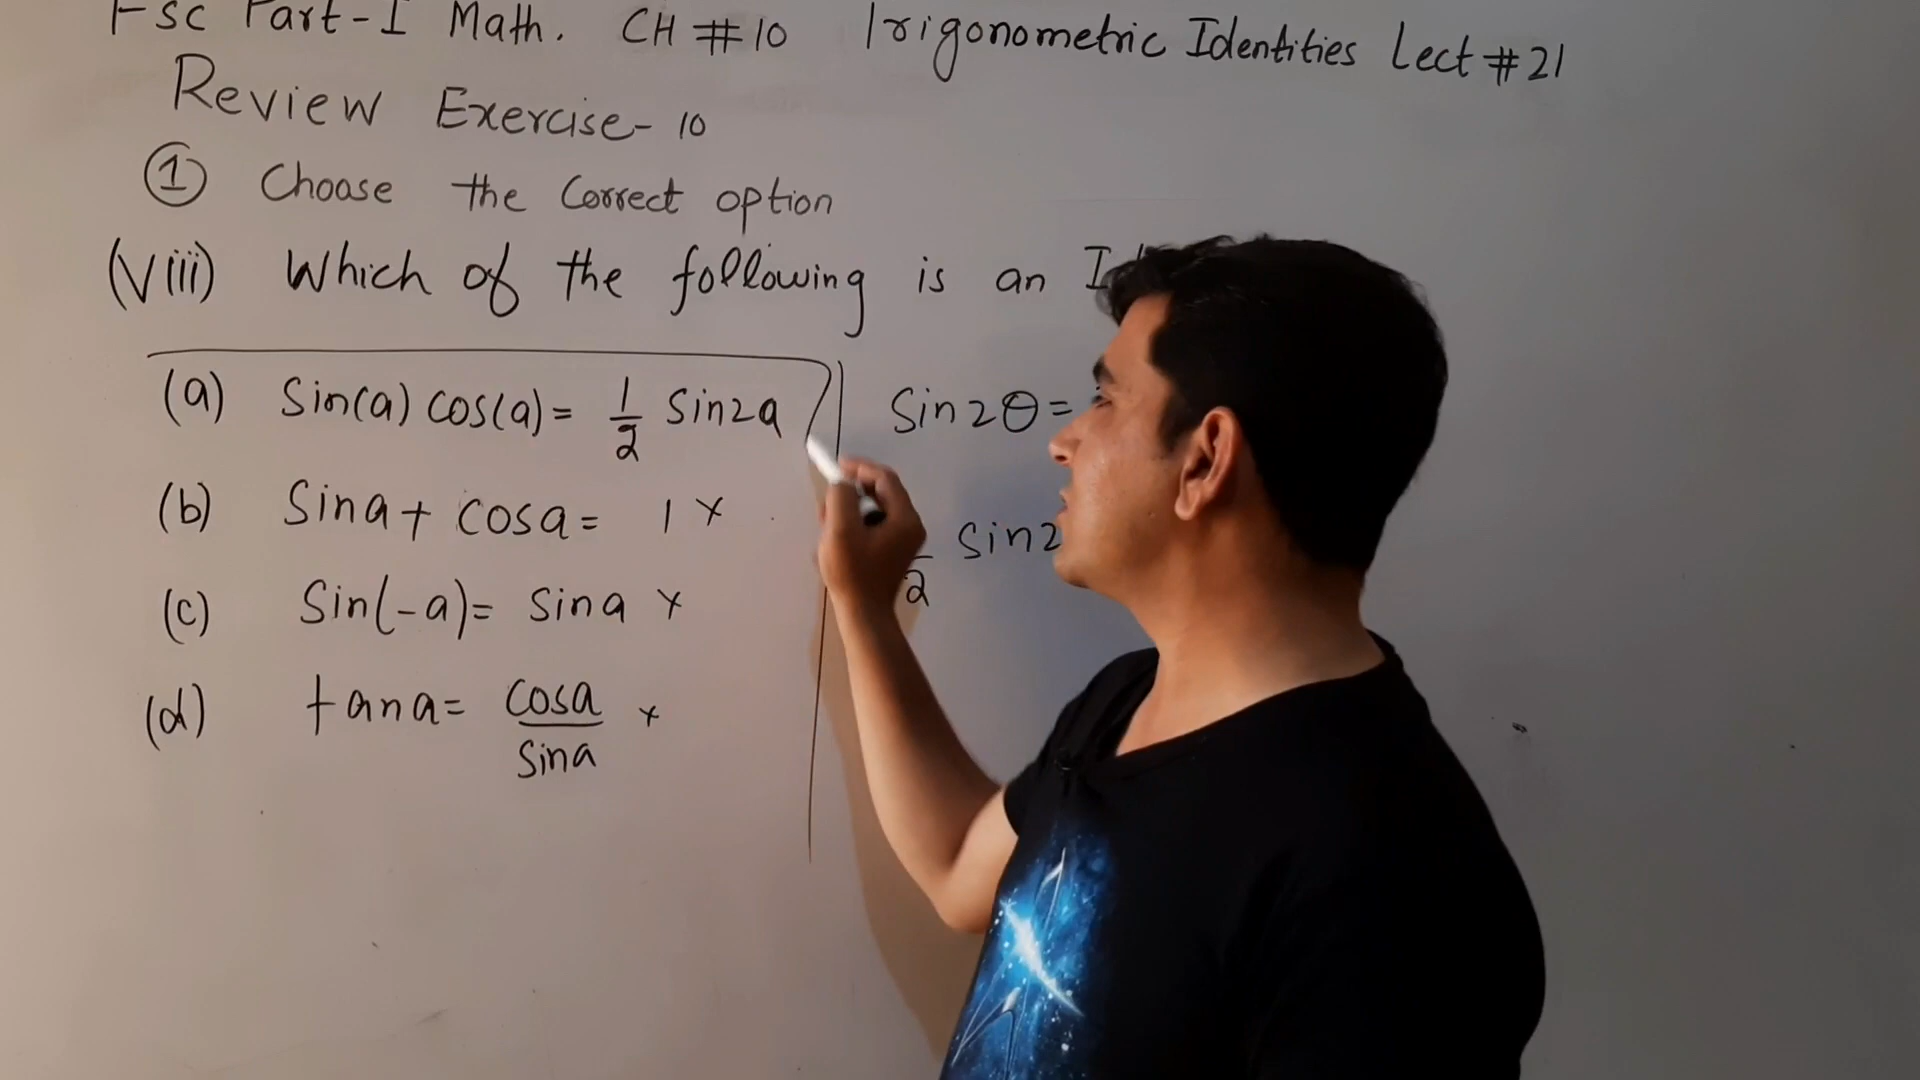 Fsc Part-I Math. CH #10 Trigonometric Identities Lect #21
Review Exercise-10
① Choose the Correct option
(Viii) Which of the following is an
(a) Sin(a) cos(a) = 1/2 Sin2a
(b) Sina + cosa = 1 ×
(c) Sin(-a) = sina ×
(d) tana = cosa/sina ×
Sin2θ =
2 sin2